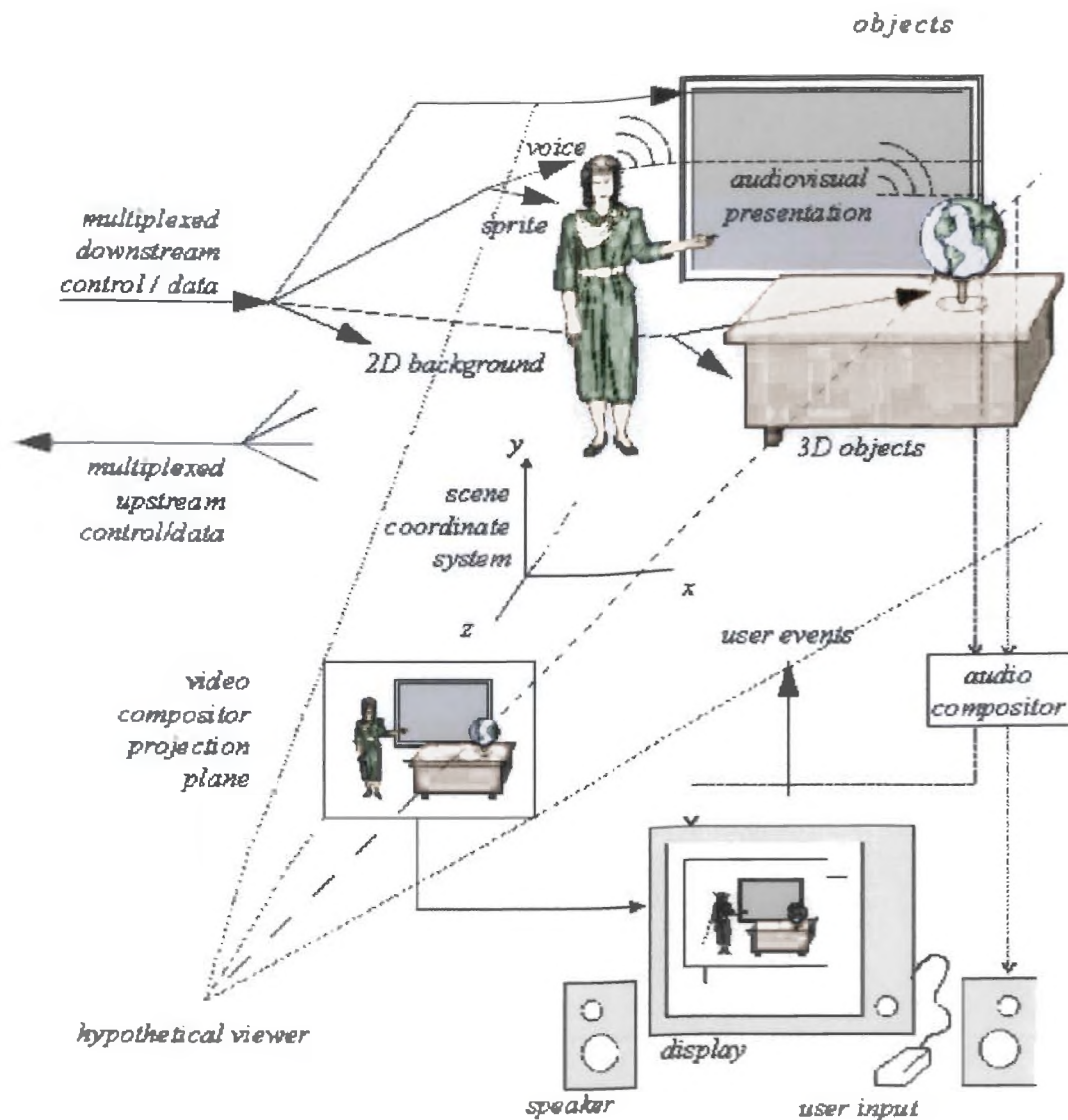 objects
voice
sprite
audiovisual
presentation
multiplexed
downstream
control / data
2D background
3D objects
multiplexed
upstream
control/data
y
scene
coordinate
system
x
z
user events
video
compositor
projection
plane
audio
compositor
hypothetical viewer
display
speaker
user input